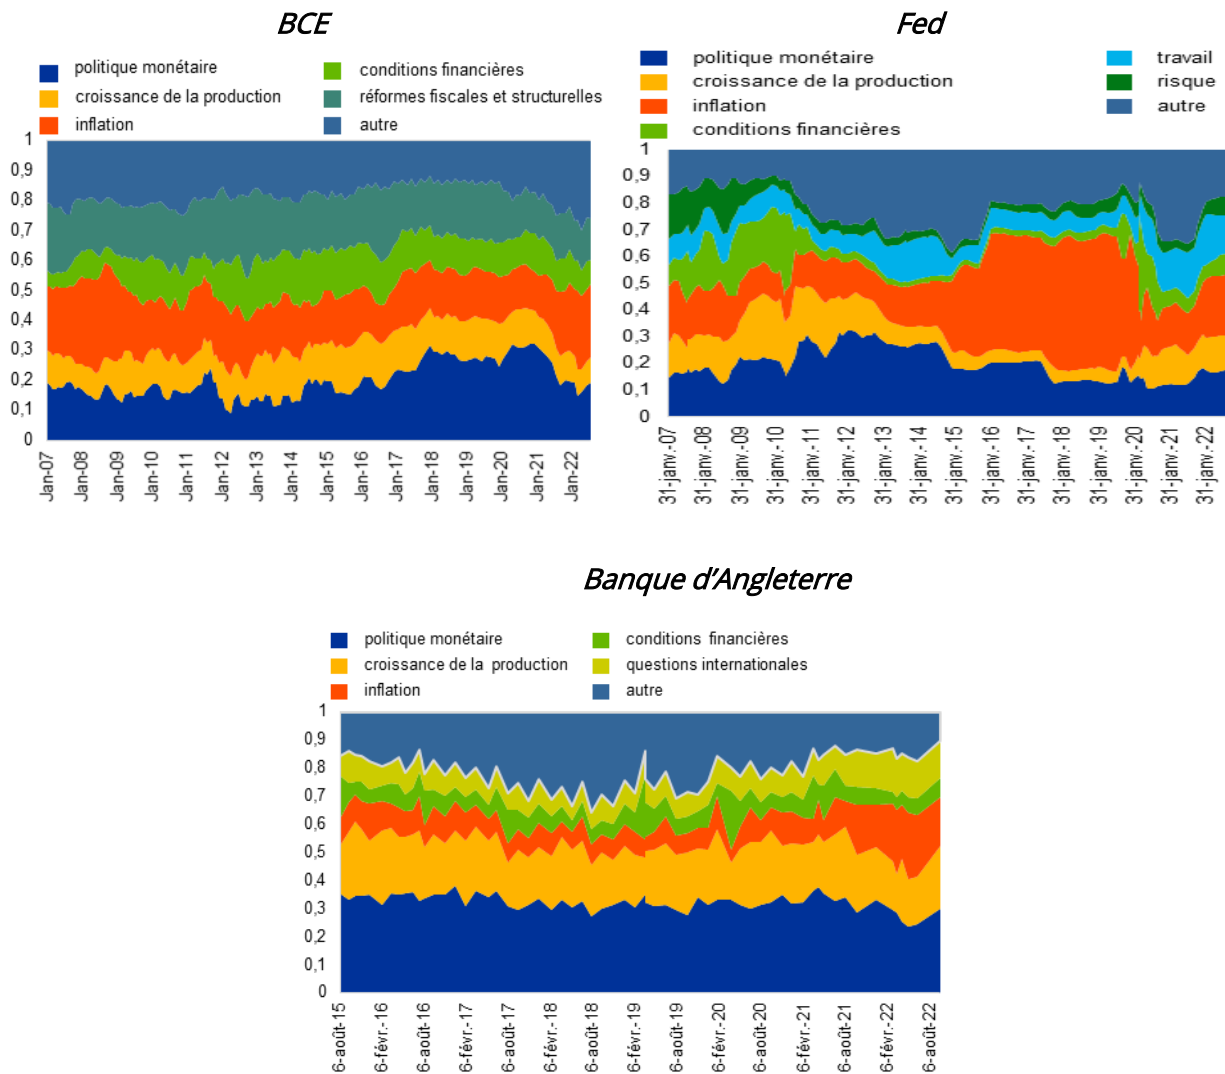 BCE
politique monétaire
conditions financières
croissance de la production
réformes fiscales et structurelles
inflation
autre
1
0,9
0,8
0,7
0,6
0,5
0,4
0,3
0,2
0,1
0
Jan-07
Jan-08
Jan-09
Jan-10
Jan-11
Jan-12
Jan-13
Jan-14
Jan-15
Jan-16
Jan-17
Jan-18
Jan-19
Jan-20
Jan-21
Jan-22
Fed
politique monétaire
travail
croissance de la production
risque
inflation
autre
conditions financières
1
0,9
0,8
0,7
0,6
0,5
0,4
0,3
0,2
0,1
0
31-janv.-07
31-janv.-08
31-janv.-09
31-janv.-10
31-janv.-11
31-janv.-12
31-janv.-13
31-janv.-14
31-janv.-15
31-janv.-16
31-janv.-17
31-janv.-18
31-janv.-19
31-janv.-20
31-janv.-21
31-janv.-22
Banque d'Angleterre
politique monétaire
conditions financières
croissance de la production
questions internationales
inflation
autre
1
0,9
0,8
0,7
0,6
0,5
0,4
0,3
0,2
0,1
0
6-août-15
6-févr.-16
6-août-16
6-févr.-17
6-août-17
6-févr.-18
6-août-18
6-févr.-19
6-août-19
6-févr.-20
6-août-20
6-févr.-21
6-août-21
6-févr.-22
6-août-22